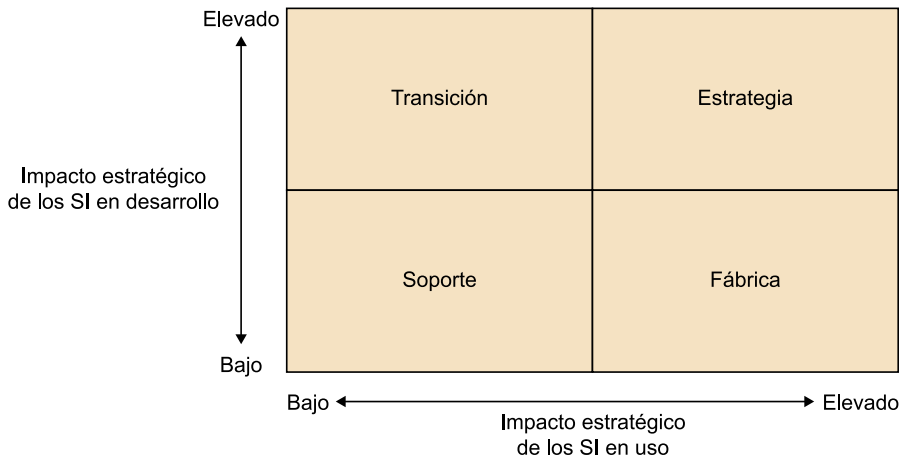 Elevado
Transición
Estrategia
Impacto estratégico
de los SI en desarrollo
Soporte
Fábrica
Bajo
Bajo
Elevado
Impacto estratégico
de los SI en uso